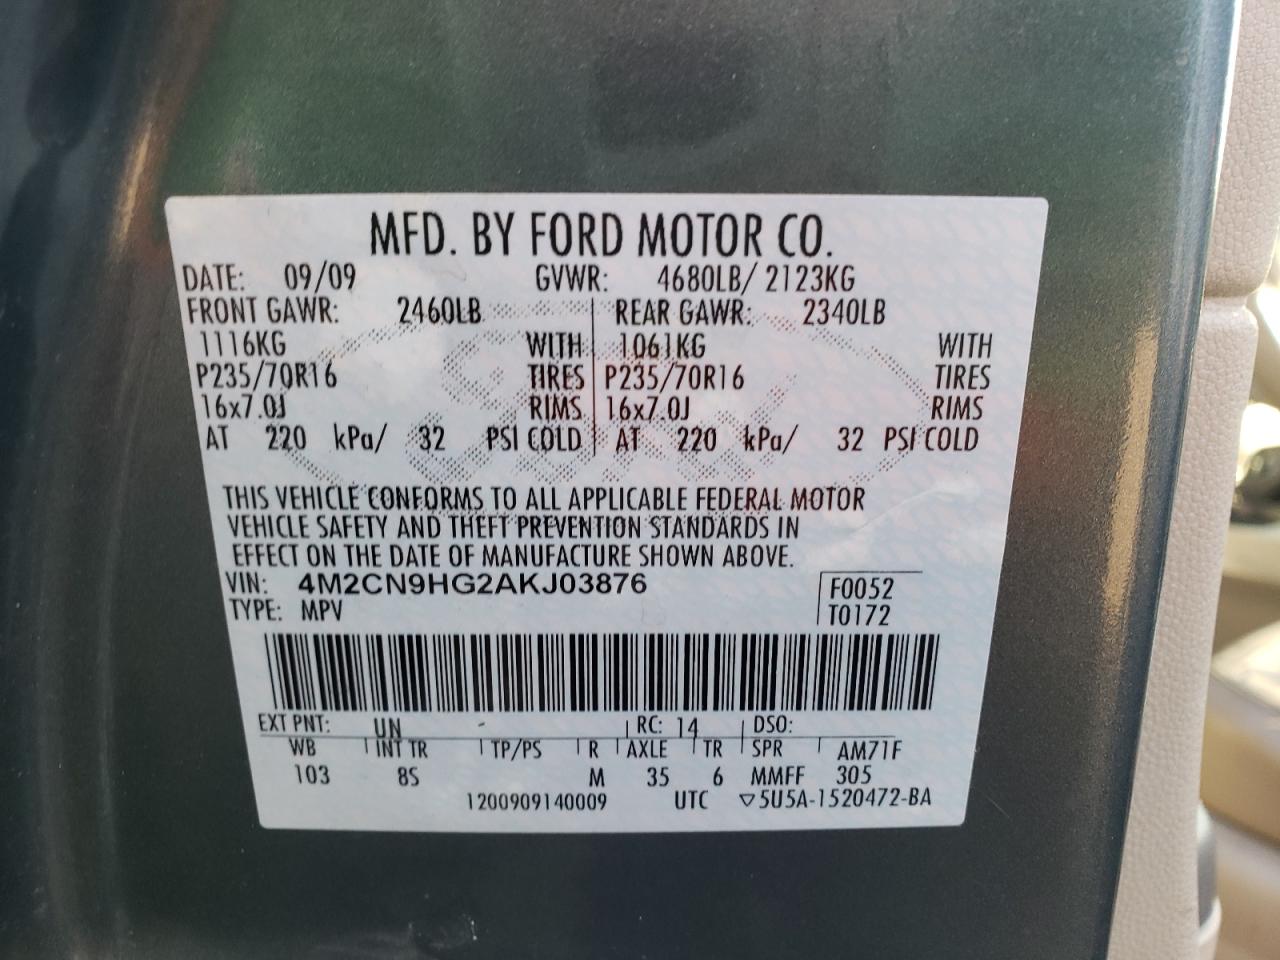 MFD. BY FORD MOTOR CO.
DATE: 09/09 GVWR: 4680LB/ 2123KG
FRONT GAWR: 2460LB REAR GAWR: 2340LB
1116KG WITH 1061KG WITH
P235/70R16 TIRES P235/70R16 TIRES
16x7.0J RIMS 16x7.0J RIMS
AT 220 kPa/ 32 PSI COLD AT 220 kPa/ 32 PSI COLD
THIS VEHICLE CONFORMS TO ALL APPLICABLE FEDERAL MOTOR
VEHICLE SAFETY AND THEFT PREVENTION STANDARDS IN
EFFECT ON THE DATE OF MANUFACTURE SHOWN ABOVE.
VIN: 4M2CN9HG2AKJ03876 F0052
TYPE: MPV T0172
EXT PNT: UN - RC: 14 DSO:
WB INT TR TP/PS R AXLE TR SPR AM71F
103 8S M 35 6 MMFF 305
1200909140009 UTC ▽5U5A-1520472-BA